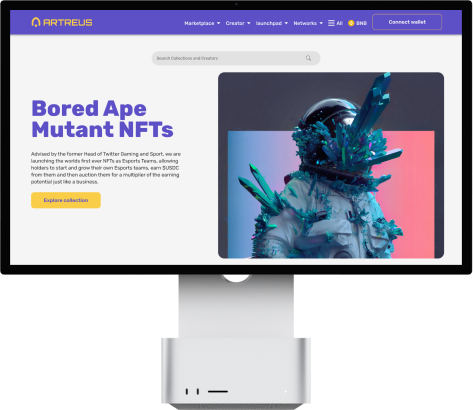 ARTREUS
Marketplace Creator launchpad Networks All BNB Connect wallet
Search Collections and Creators
Bored Ape
Mutant NFTs
Advised by the former Head of Twitter Gaming and Sport, we are
launching the worlds first ever NFTs as Esports Teams, allowing
holders to start and grow their own Esports teams, earn $USDC
from them and then auction them for a multiplier of the earning
potential just like a business.
Explore collection